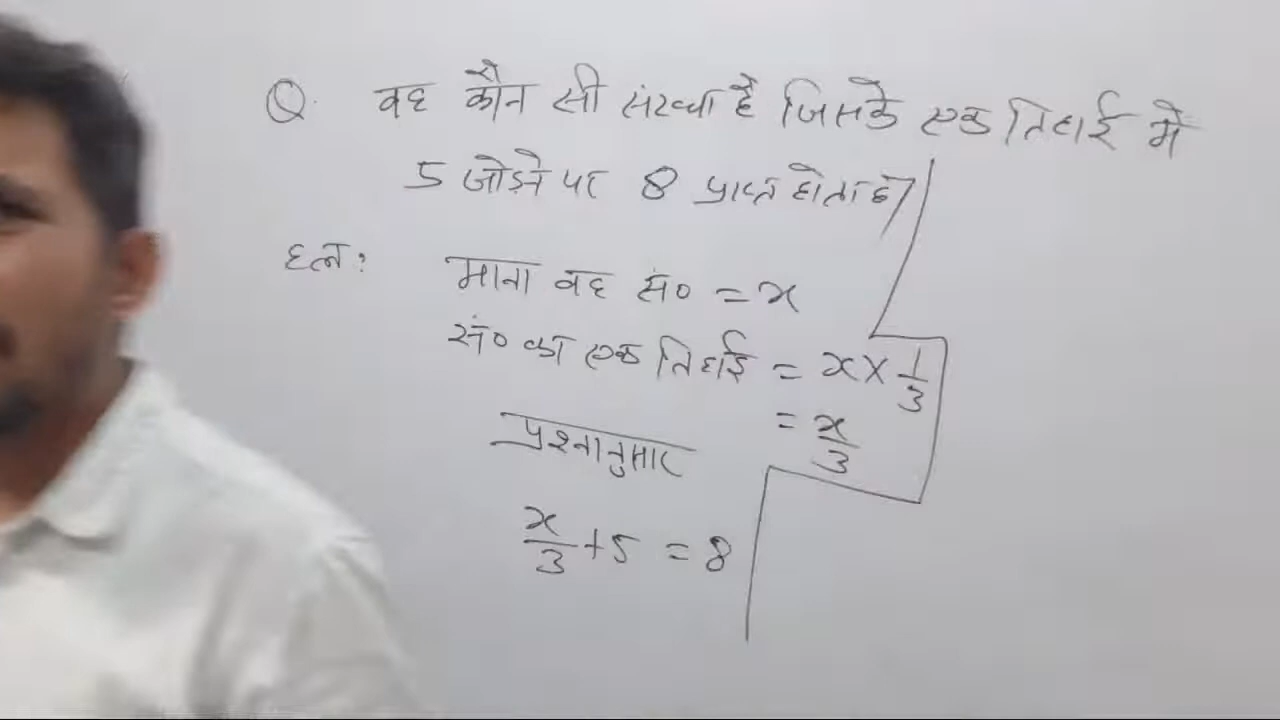 Q. वह कौन सी संख्या है जिसके एक तिहाई में
5 जोड़ने पर 8 प्राप्त होता है
हल:
माना वह सं० = x
सं० का एक तिहाई = x × 1/3
= x/3
प्रश्नानुसार
x/3 + 5 = 8